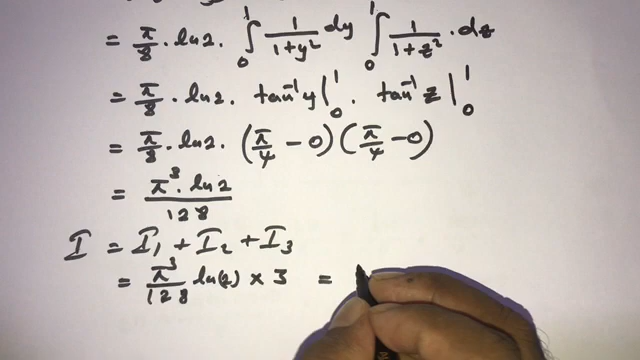 = π/8 · ln2 · ∫₀¹ 1/(1+y²) dy ∫₀¹ 1/(1+z²) · dz
= π/8 · ln2 · tan⁻¹y|₀¹ · tan⁻¹z|₀¹
= π/8 · ln2 · (π/4 − 0)(π/4 − 0)
= π³ · ln2 / 128
I = I₁ + I₂ + I₃
= π³/128 ln(2) × 3 =